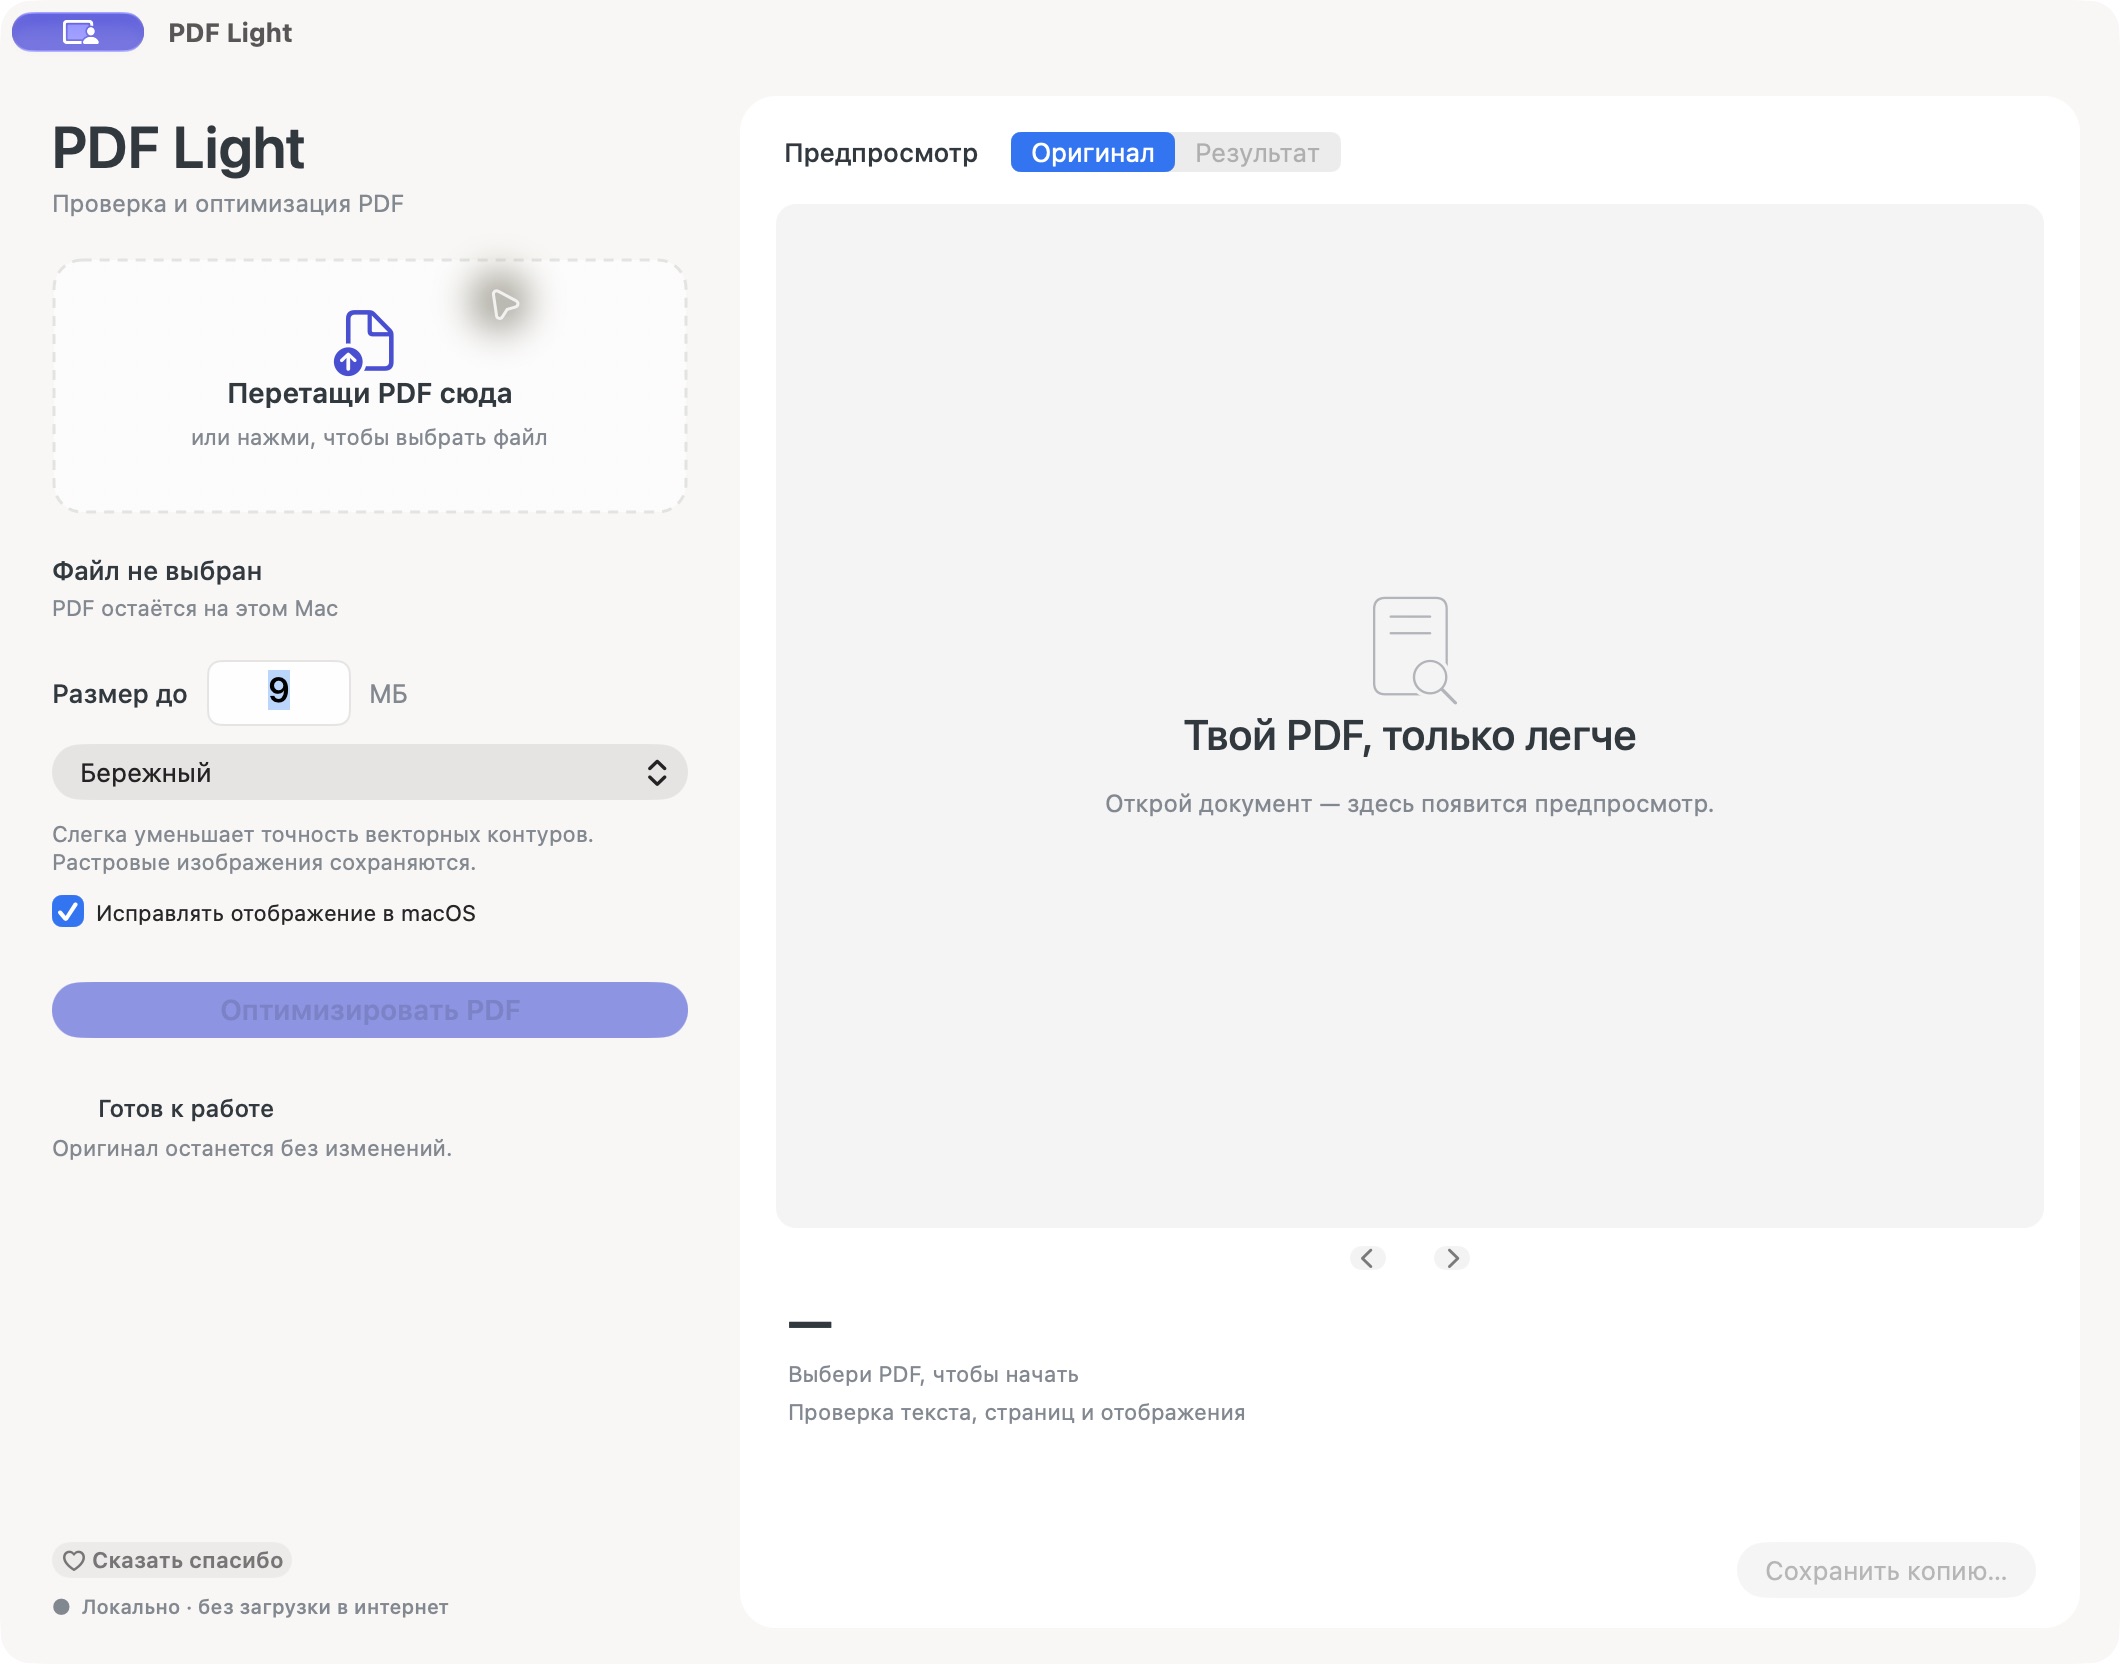 PDF Light
PDF Light
Проверка и оптимизация PDF
Перетащи PDF сюда
или нажми, чтобы выбрать файл
Файл не выбран
PDF остаётся на этом Mac
Размер до 9 МБ
Бережный
Слегка уменьшает точность векторных контуров.
Растровые изображения сохраняются.
Исправлять отображение в macOS
Оптимизировать PDF
Готов к работе
Оригинал останется без изменений.
Сказать спасибо
Локально · без загрузки в интернет
Предпросмотр Оригинал Результат
Твой PDF, только легче
Открой документ — здесь появится предпросмотр.
—
Выбери PDF, чтобы начать
Проверка текста, страниц и отображения
Сохранить копию...